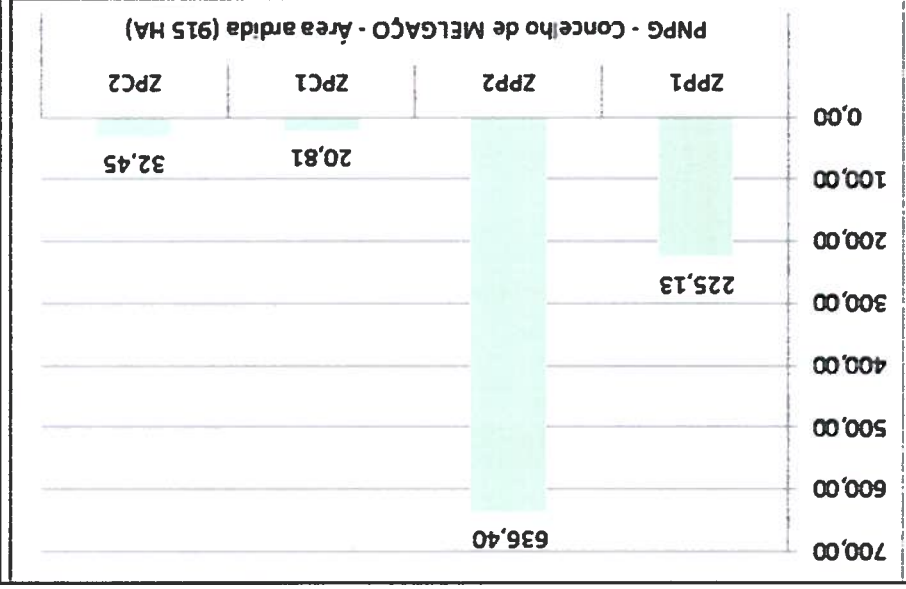 700,00
636,40
600,00
500,00
400,00
300,00
225,13
200,00
100,00
20,81
32,45
0,00
ZPP1
ZPP2
ZPC1
ZPC2
PNPG - Concelho de MELGAÇO - Área ardida (915 HA)